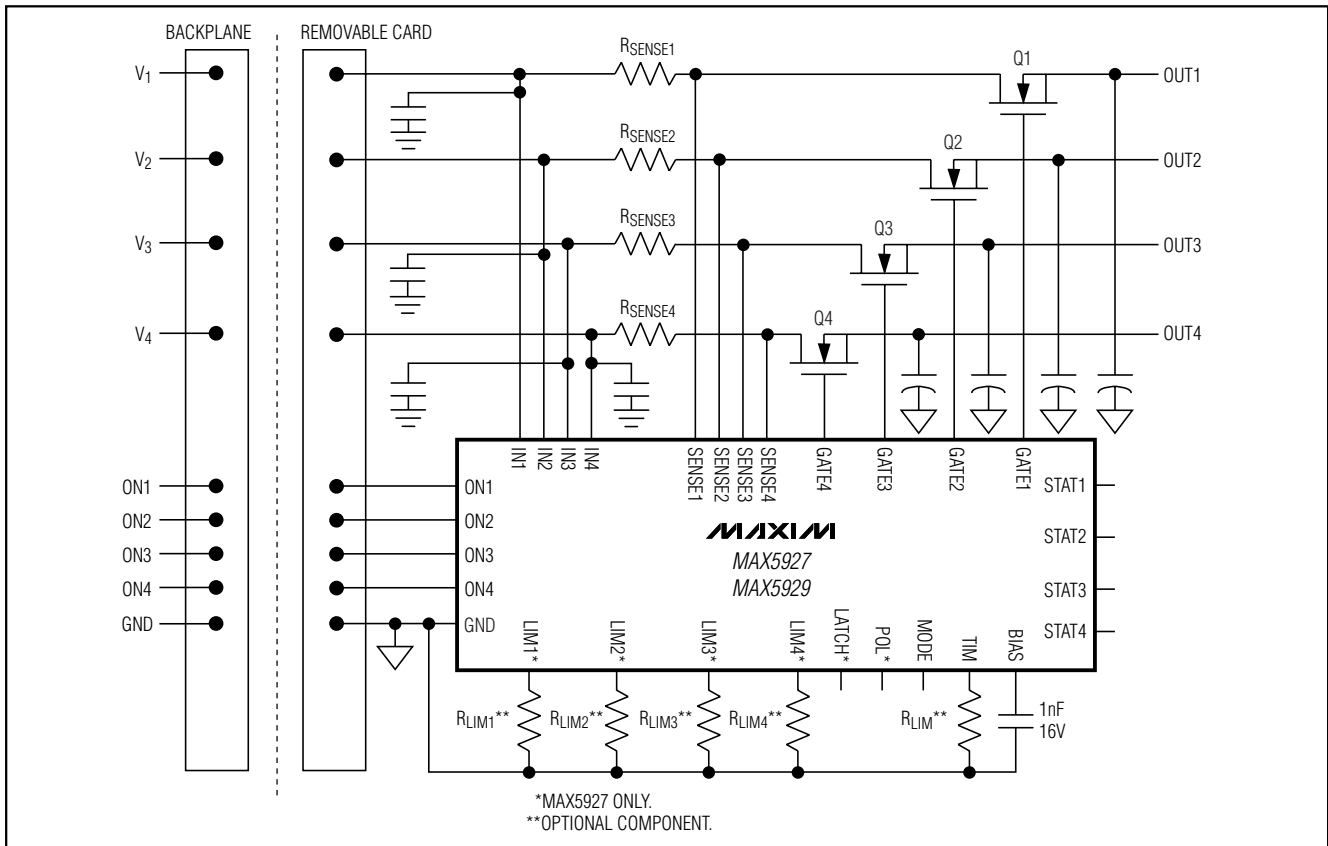 BACKPLANE
REMOVABLE CARD
RSENSE1
Q1
V1
OUT1
RSENSE2
Q2
V2
OUT2
RSENSE3
Q3
V3
OUT3
RSENSE4
Q4
V4
OUT4
IN1
IN2
IN3
IN4
SENSE1
SENSE2
SENSE3
SENSE4
GATE4
GATE3
GATE2
GATE1
ON1
ON1
STAT1
ON2
ON2
MAXIM
STAT2
ON3
ON3
MAX5927
ON4
ON4
MAX5929
STAT3
GND
GND
STAT4
LIM1*
LIM2*
LIM3*
LIM4*
LATCH*
POL*
MODE
TIM
BIAS
RLIM1**
RLIM2**
RLIM3**
RLIM4**
RLIM**
1nF
16V
*MAX5927 ONLY.
**OPTIONAL COMPONENT.